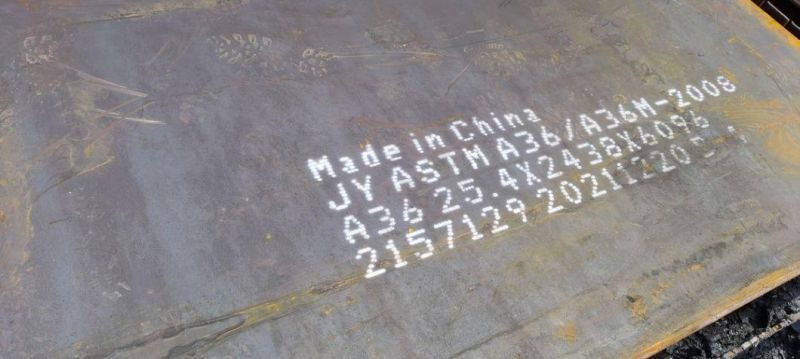 Made in China
JY ASTM A36/A36M-2008
A36 25.4X2438X6096
2157129 20211220